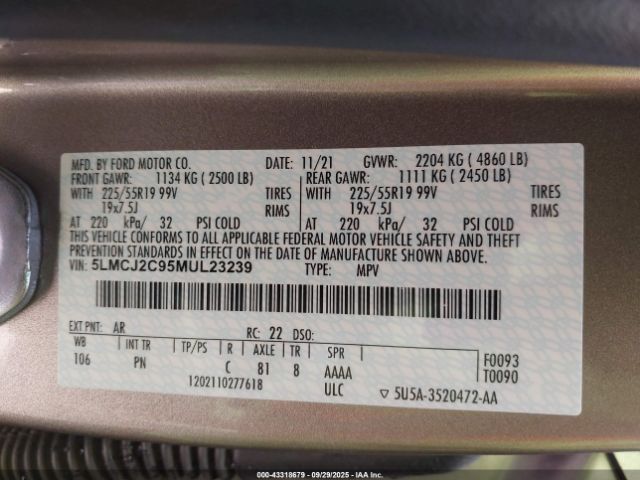 MFD. BY FORD MOTOR CO. DATE: 11/21 GVWR: 2204 KG ( 4860 LB)
FRONT GAWR: 1134 KG ( 2500 LB) REAR GAWR: 1111 KG ( 2450 LB)
WITH 225/55R19 99V TIRES WITH 225/55R19 99V TIRES
19x7.5J RIMS 19x7.5J RIMS
AT 220 kPa/ 32 PSI COLD AT 220 kPa/ 32 PSI COLD
THIS VEHICLE CONFORMS TO ALL APPLICABLE FEDERAL MOTOR VEHICLE SAFETY AND THEFT
PREVENTION STANDARDS IN EFFECT ON THE DATE OF MANUFACTURE SHOWN ABOVE.
VIN: 5LMCJ2C95MUL23239 TYPE: MPV
EXT PNT: AR RC: 22 DSO:
WB INT TR TP/PS R AXLE TR SPR
106 PN C 81 8 AAAA
F0093
T0090
1202110277618 ULC ▽ 5U5A-3520472-AA
000-43318679 - 09/29/2025 - IAA Inc.